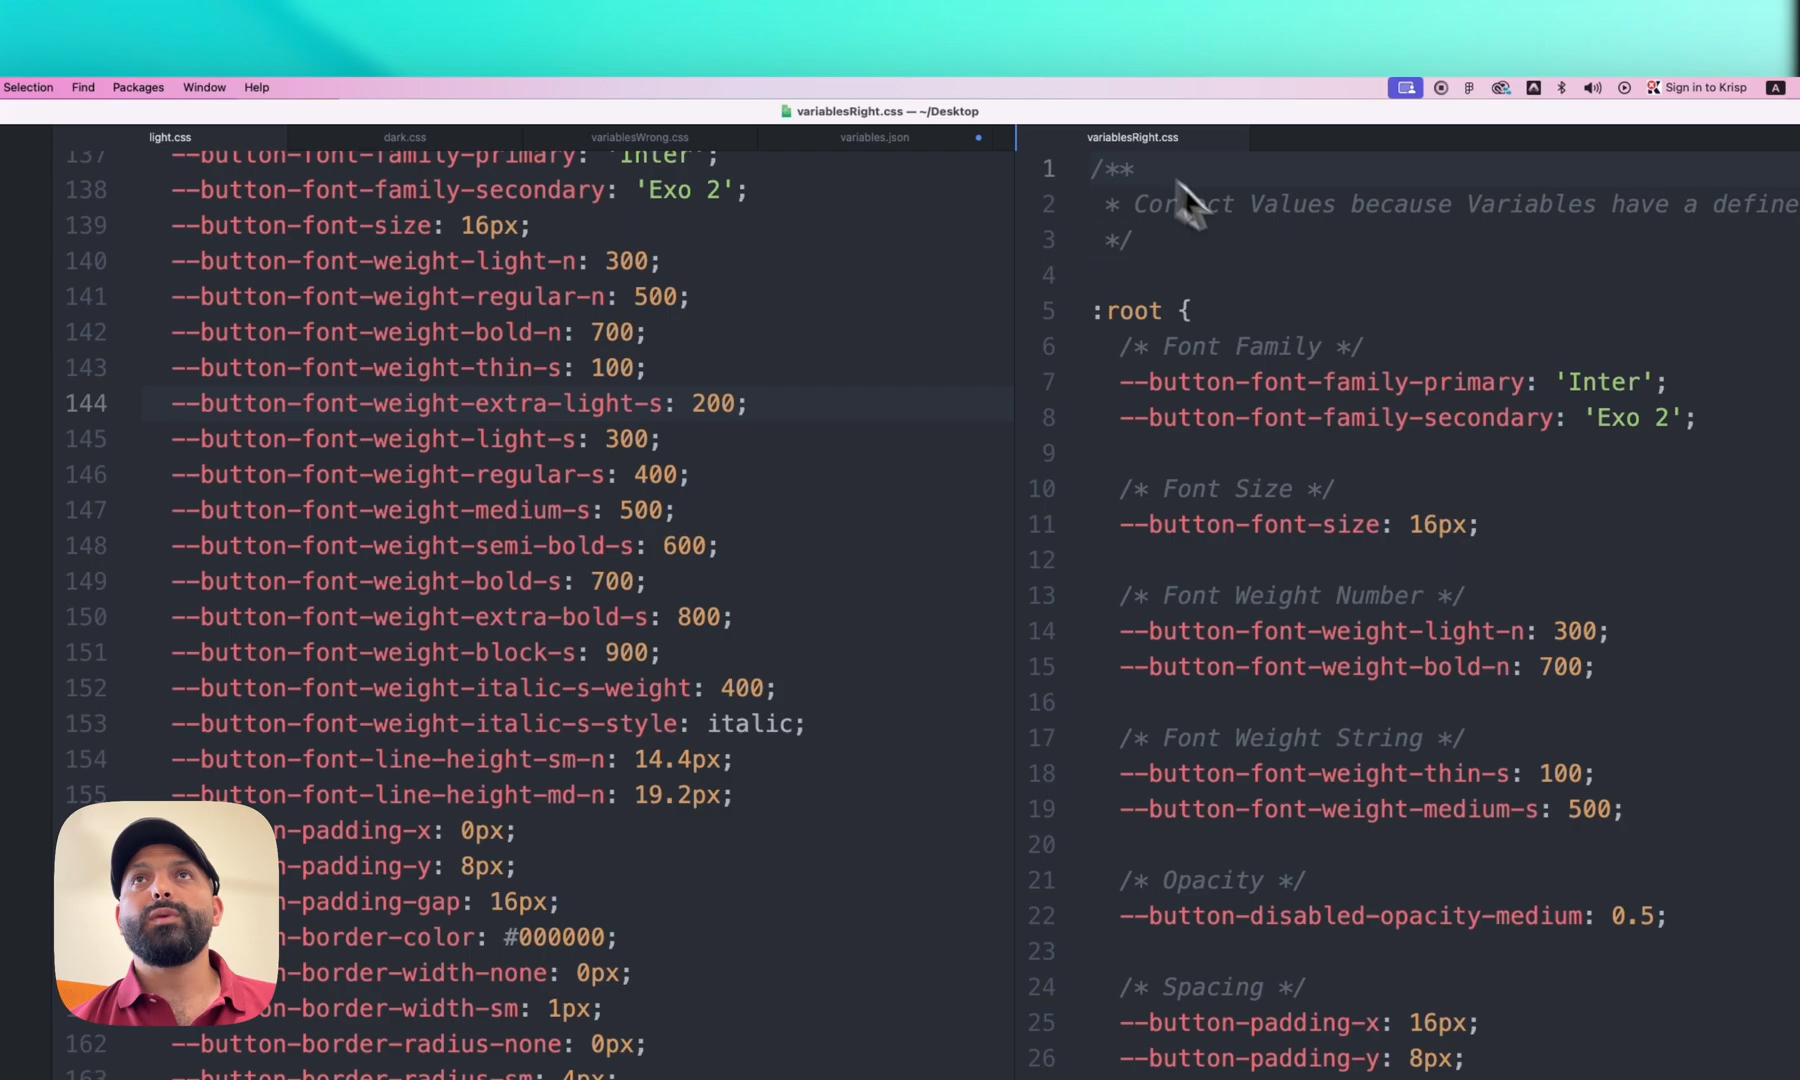 Selection Find Packages Window Help Sign in to Krisp A
variablesRight.css — ~/Desktop
light.css dark.css variablesWrong.css variables.json variablesRight.css
137 --button-font-family-primary: 'Inter';
138 --button-font-family-secondary: 'Exo 2';
139 --button-font-size: 16px;
140 --button-font-weight-light-n: 300;
141 --button-font-weight-regular-n: 500;
142 --button-font-weight-bold-n: 700;
143 --button-font-weight-thin-s: 100;
144 --button-font-weight-extra-light-s: 200;
145 --button-font-weight-light-s: 300;
146 --button-font-weight-regular-s: 400;
147 --button-font-weight-medium-s: 500;
148 --button-font-weight-semi-bold-s: 600;
149 --button-font-weight-bold-s: 700;
150 --button-font-weight-extra-bold-s: 800;
151 --button-font-weight-block-s: 900;
152 --button-font-weight-italic-s-weight: 400;
153 --button-font-weight-italic-s-style: italic;
154 --button-font-line-height-sm-n: 14.4px;
155 --button-font-line-height-md-n: 19.2px;
n-padding-x: 0px;
n-padding-y: 8px;
n-padding-gap: 16px;
n-border-color: #000000;
n-border-width-none: 0px;
n-border-width-sm: 1px;
162 --button-border-radius-none: 0px;
163 --button-border-radius-sm: 4px;
1 /**
2 * Values because Variables have a define
3 */
4
5 :root {
6 /* Font Family */
7 --button-font-family-primary: 'Inter';
8 --button-font-family-secondary: 'Exo 2';
9
10 /* Font Size */
11 --button-font-size: 16px;
12
13 /* Font Weight Number */
14 --button-font-weight-light-n: 300;
15 --button-font-weight-bold-n: 700;
16
17 /* Font Weight String */
18 --button-font-weight-thin-s: 100;
19 --button-font-weight-medium-s: 500;
20
21 /* Opacity */
22 --button-disabled-opacity-medium: 0.5;
23
24 /* Spacing */
25 --button-padding-x: 16px;
26 --button-padding-y: 8px;